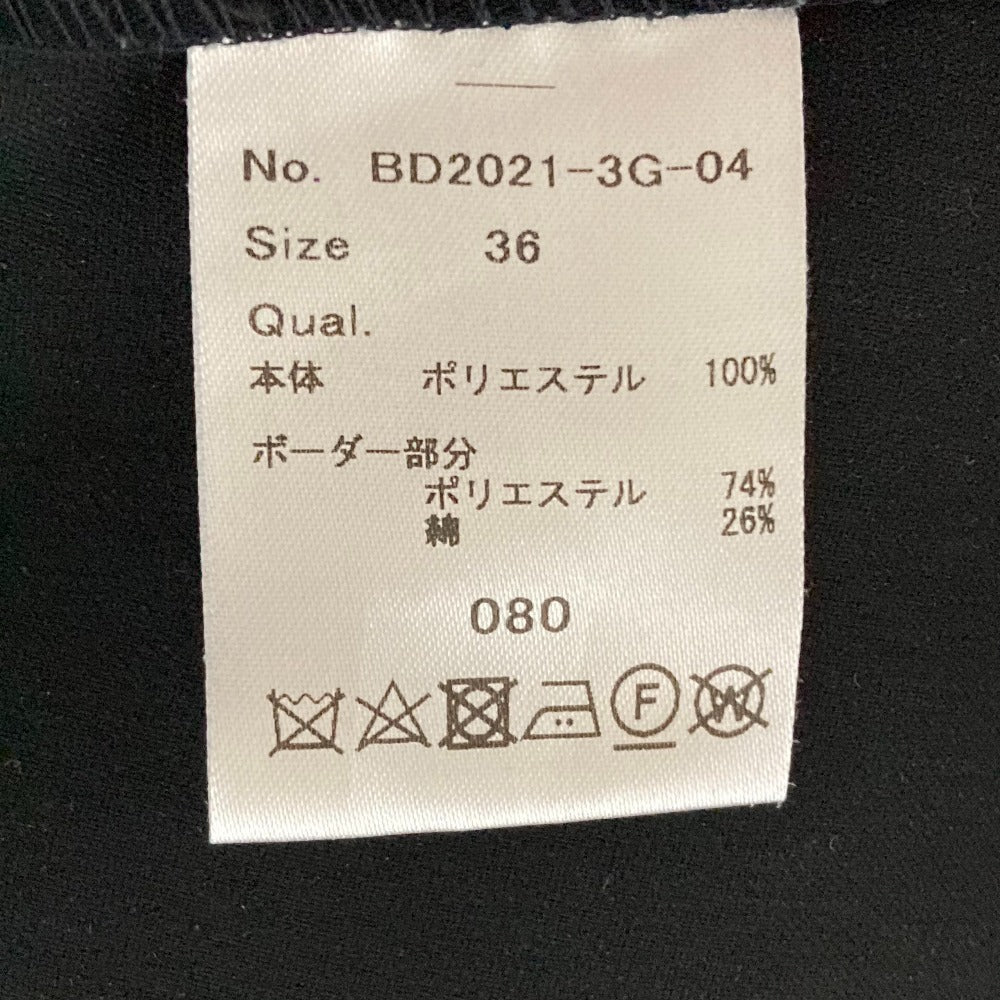 No. BD2021-3G-04
Size 36
Qual.
本体 ポリエステル 100%
ボーダー部分
ポリエステル 74%
綿 26%
080
F
W